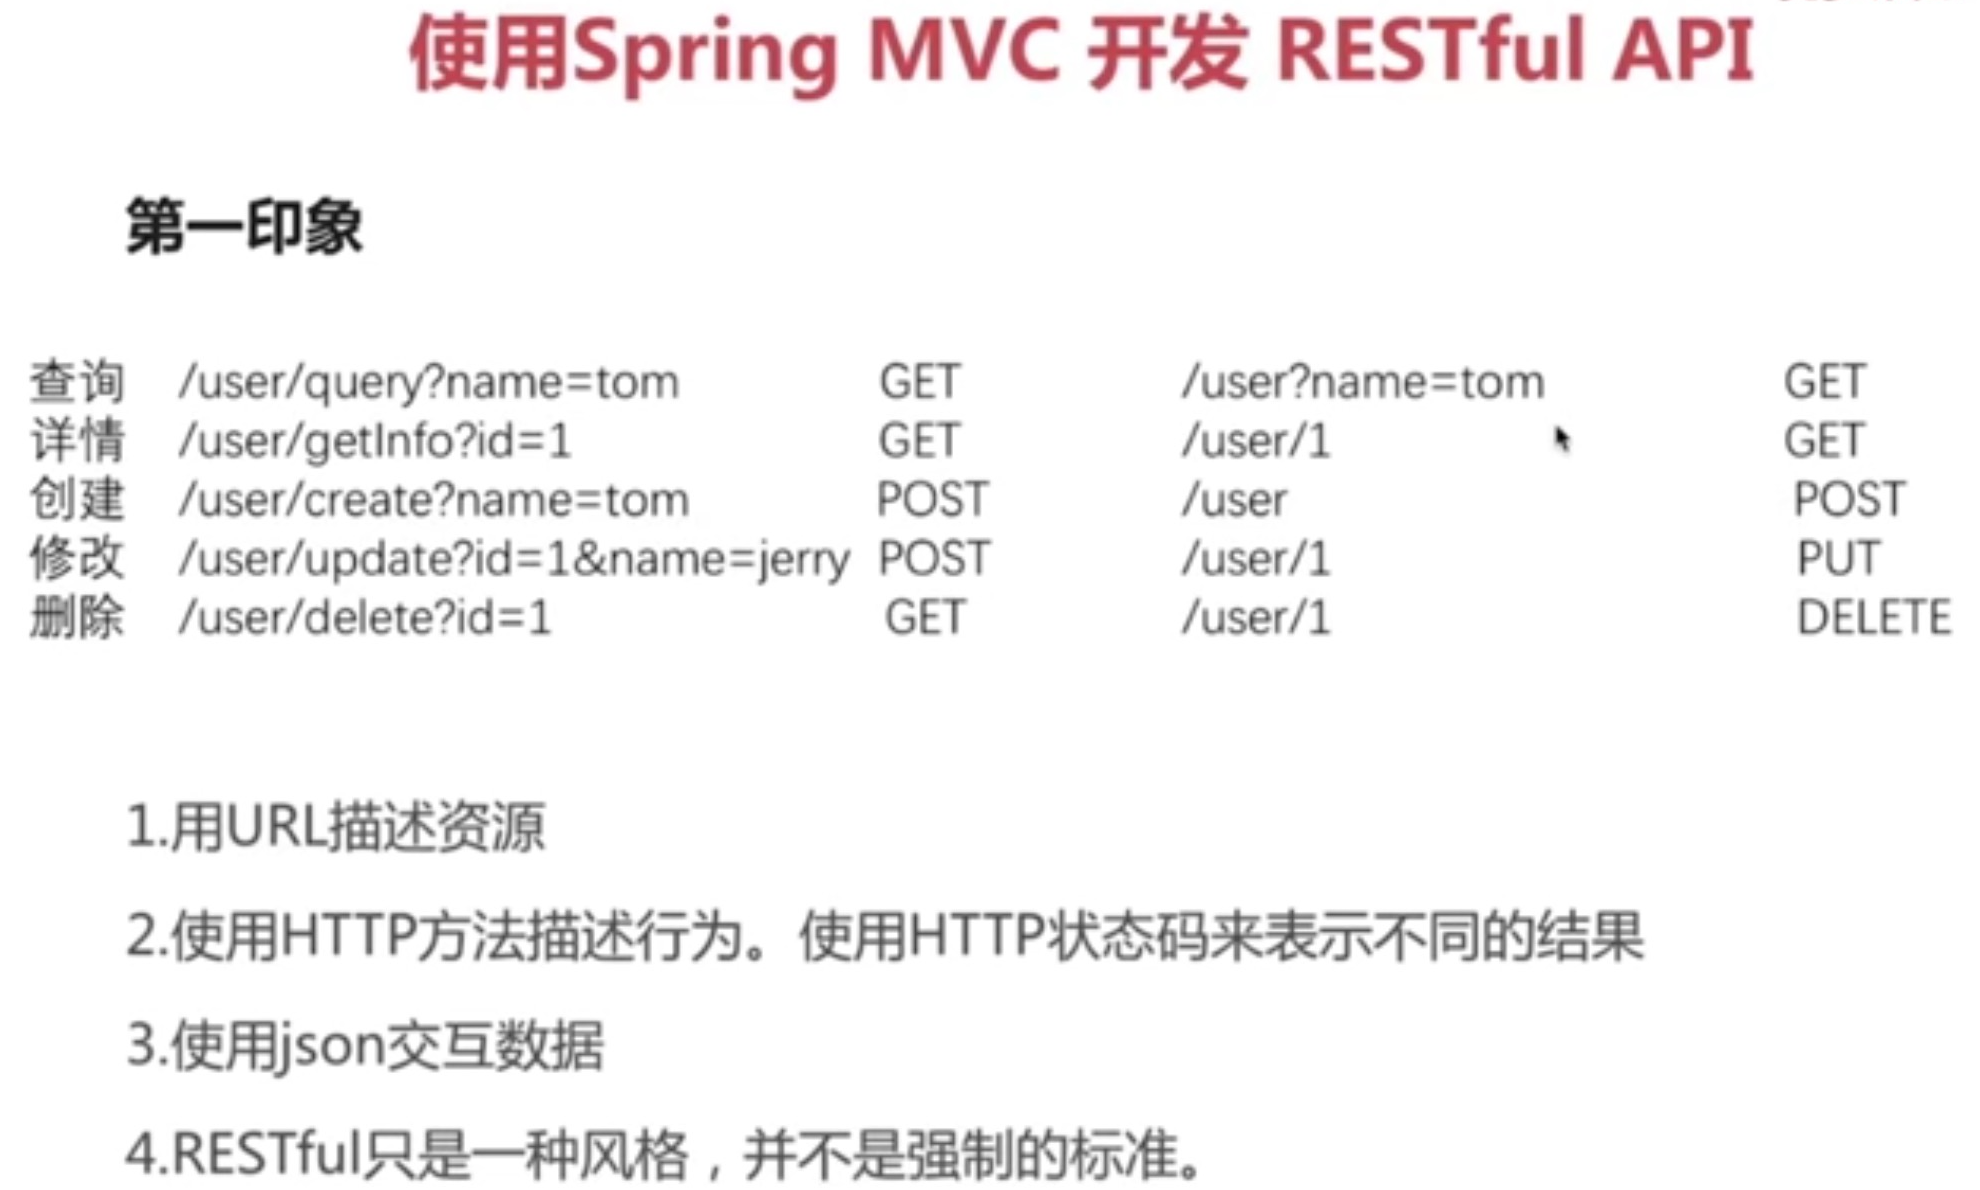 使用Spring MVC 开发 RESTful API
第一印象
查询 /user/query?name=tom GET /user?name=tom GET
详情 /user/getInfo?id=1 GET /user/1 GET
创建 /user/create?name=tom POST /user POST
修改 /user/update?id=1&name=jerry POST /user/1 PUT
删除 /user/delete?id=1 GET /user/1 DELETE
1.用URL描述资源
2.使用HTTP方法描述行为。使用HTTP状态码来表示不同的结果
3.使用json交互数据
4.RESTful只是一种风格，并不是强制的标准。